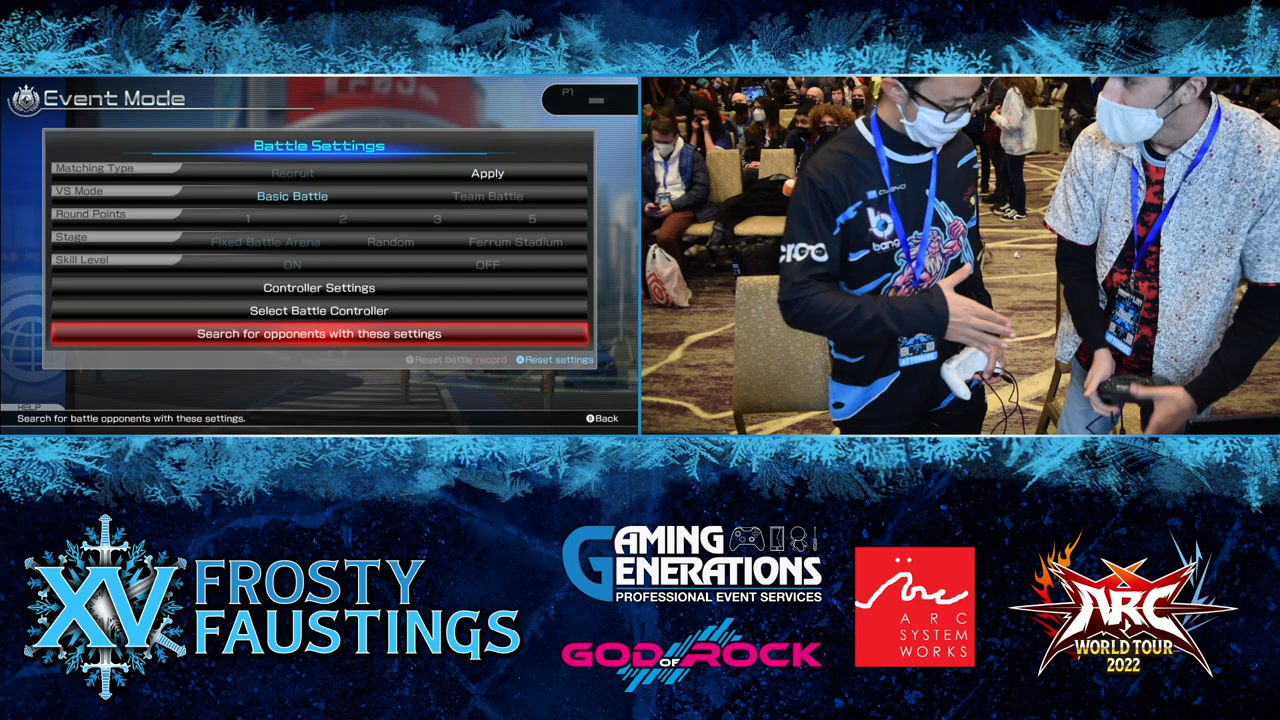 Event Mode
P1
Battle Settings
Matching Type
Recruit
Apply
VS Mode
Basic Battle
Team Battle
Round Points
1
2
3
5
Stage
Fixed Battle Arena
Random
Ferrum Stadium
Skill Level
ON
OFF
Controller Settings
Select Battle Controller
Search for opponents with these settings
Reset battle record
Reset settings
HELP
Search for battle opponents with these settings.
Back
bang
ATTENDEE
XV
FROSTY
FAUSTINGS
GAMING
GENERATIONS
PROFESSIONAL EVENT SERVICES
GOD OF ROCK
ARC
SYSTEM
WORKS
ARC
WORLD TOUR
2022